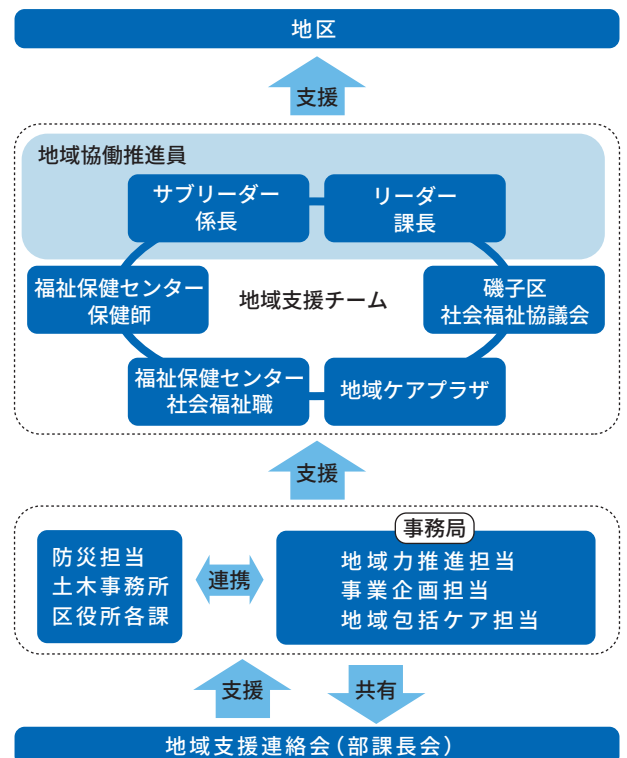 地区
支援
地域協働推進員
サブリーダー
係長
リーダー
課長
福祉保健センター
保健師
地域支援チーム
磯子区
社会福祉協議会
福祉保健センター
社会福祉職
地域ケアプラザ
支援
事務局
防災担当
土木事務所
区役所各課
連携
地域力推進担当
事業企画担当
地域包括ケア担当
支援
共有
地域支援連絡会(部課長会)